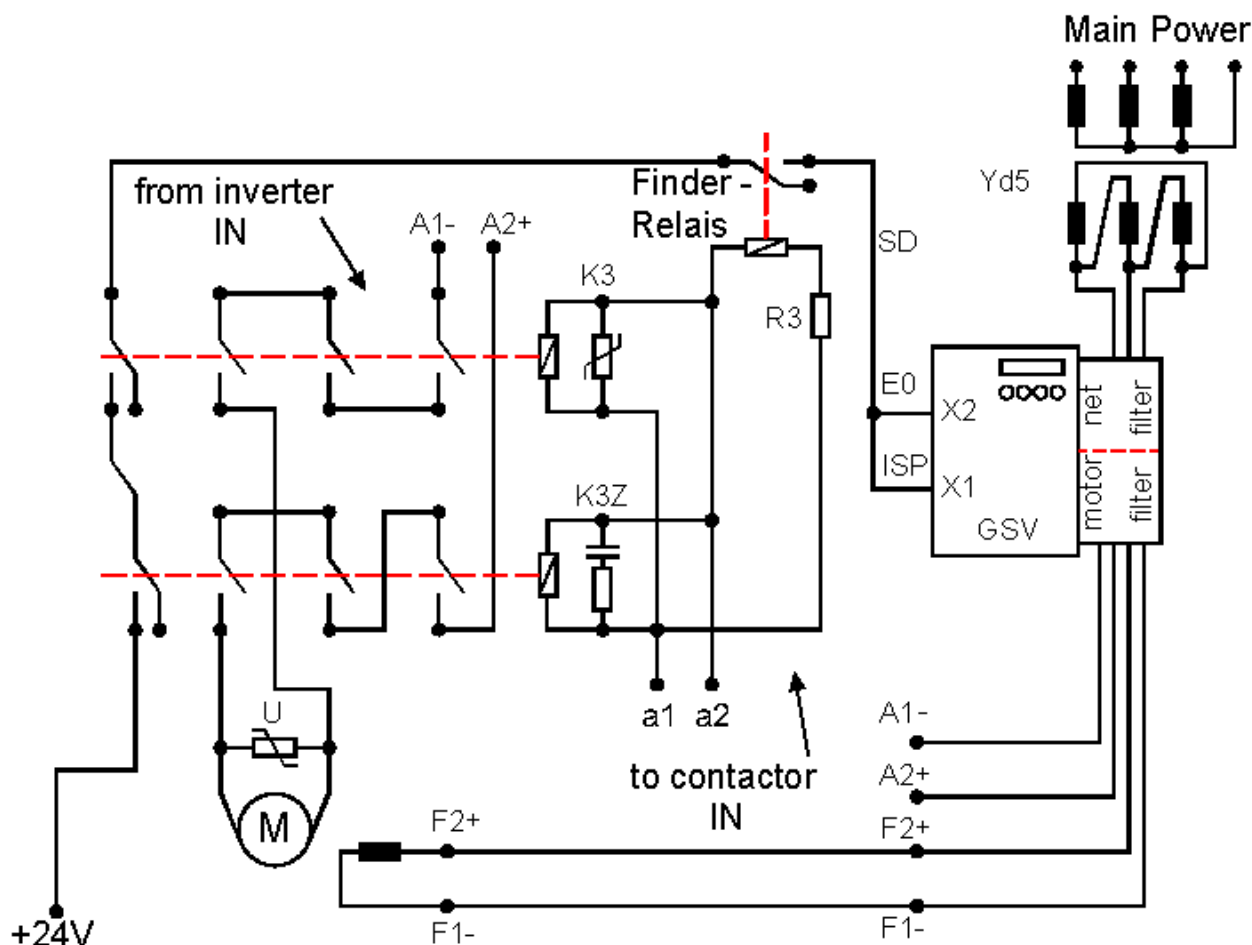 Main Power
Yd5
from inverter
IN
A1-
A2+
Finder -
Relais
SD
K3
R3
E0
X2
ISP
X1
GSV
net
filter
motor
filter
K3Z
a1
a2
U
M
to contactor
IN
A1-
A2+
F2+
F2+
F1-
F1-
+24V